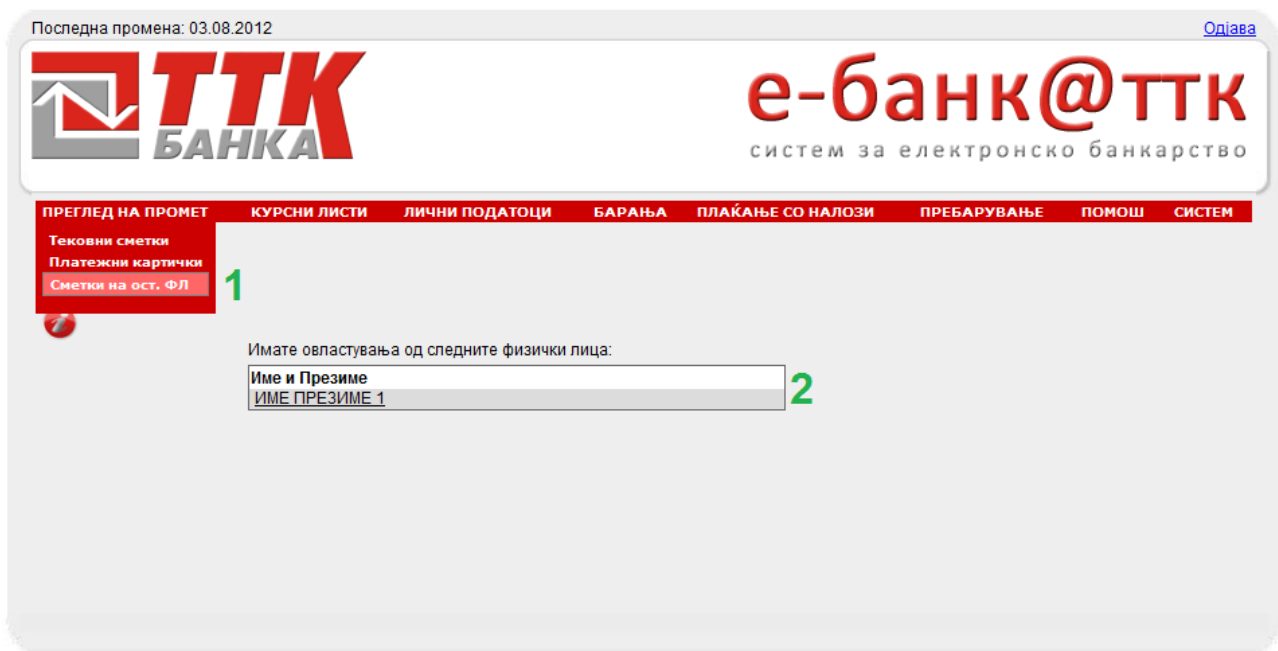 Последна промена: 03.08.2012 Одјава
ТТК
БАНКА
е-банк@ттк
систем за електронско банкарство
ПРЕГЛЕД НА ПРОМЕТ КУРСНИ ЛИСТИ ЛИЧНИ ПОДАТОЦИ БАРАЊА ПЛАЌАЊЕ СО НАЛОЗИ ПРЕБАРУВАЊЕ ПОМОШ СИСТЕМ
Тековни сметки
Платежни картички
Сметки на ост. ФЛ 1
Имате овластувања од следните физички лица:
Име и Презиме
ИМЕ ПРЕЗИМЕ 1
2